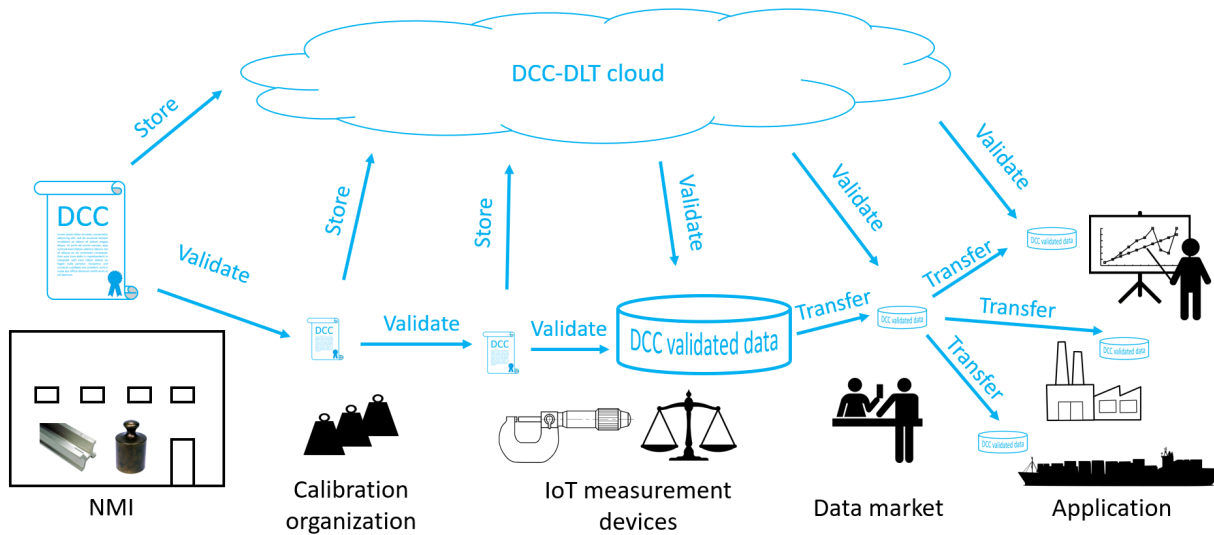 DCC-DLT cloud
Store
Store
Store
Validate
Validate
Validate
DCC
Validate
DCC
Validate
DCC
Validate
DCC validated data
Transfer
DCC validated data
Transfer
DCC validated data
Transfer
DCC validated data
Transfer
DCC validated data
NMI
Calibration
organization
IoT measurement
devices
Data market
Application